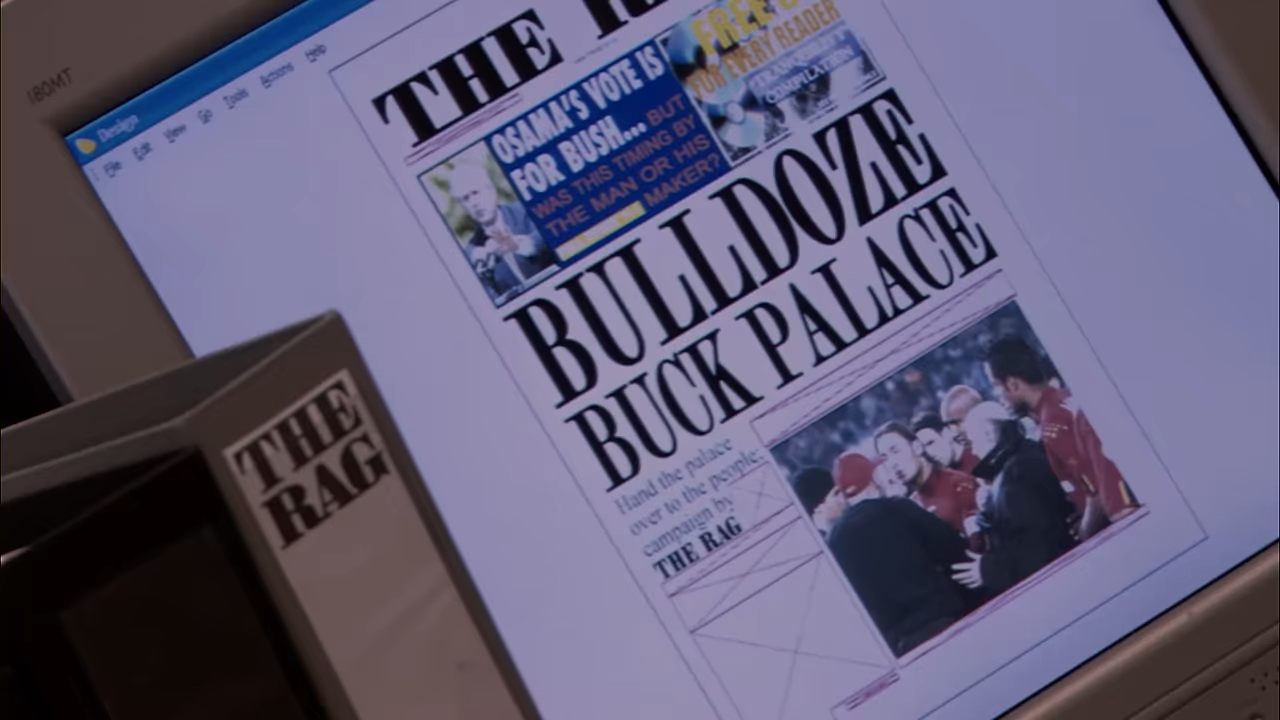 180MT
Design
File Edit View Go Tools Actions Help
THE
OSAMA'S VOTE IS
FOR BUSH... BUT
WAS THIS TIMING BY
THE MAN OR HIS
MAKER?
FREE
FOR EVERY READER
COMPILATION
BULLDOZE
BUCK PALACE
Hand the palace
over to the people:
campaign by
THE RAG
THE
RAG